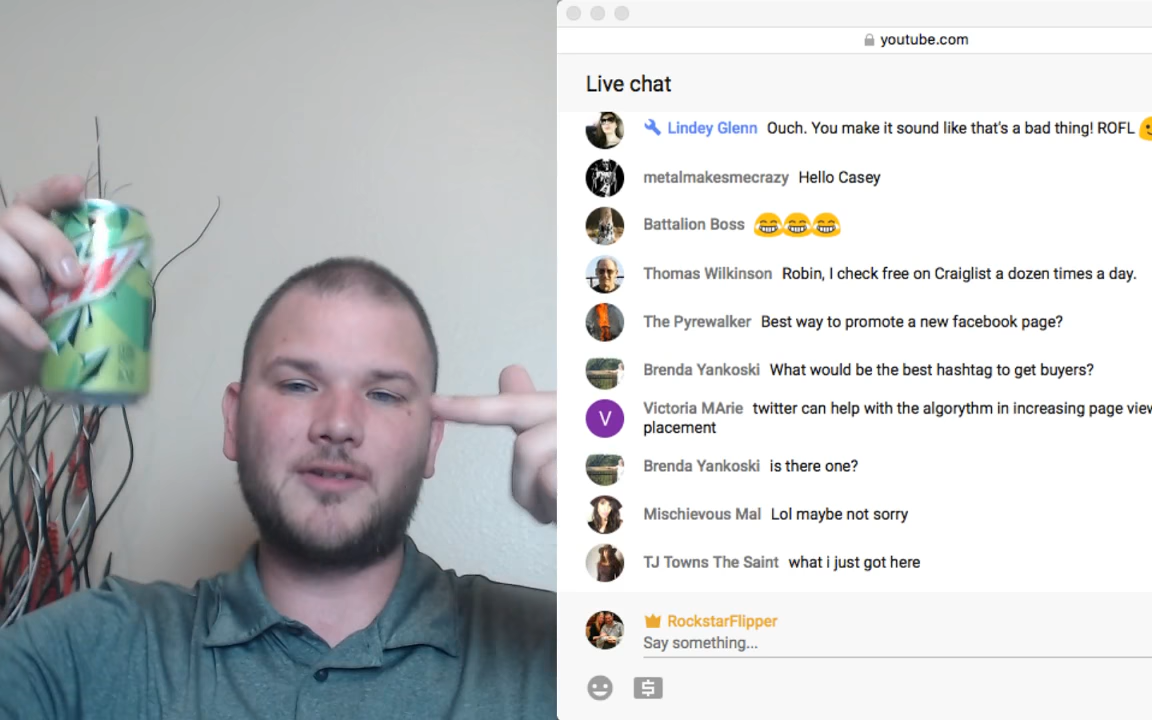 youtube.com
Live chat
Lindey Glenn Ouch. You make it sound like that's a bad thing! ROFL
metalmakesmecrazy Hello Casey
Battalion Boss
Thomas Wilkinson Robin, I check free on Craiglist a dozen times a day.
The Pyrewalker Best way to promote a new facebook page?
Brenda Yankoski What would be the best hashtag to get buyers?
V
Victoria MArie twitter can help with the algorythm in increasing page view
placement
Brenda Yankoski is there one?
Mischievous Mal Lol maybe not sorry
TJ Towns The Saint what i just got here
RockstarFlipper
Say something...